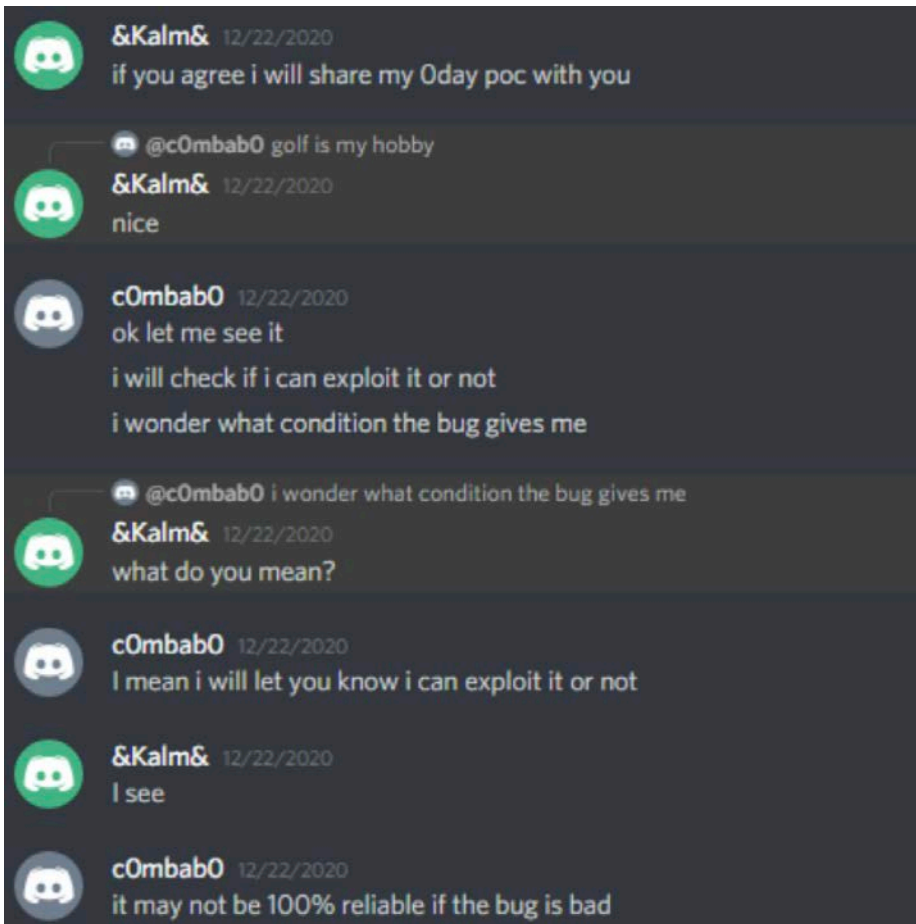 &Kalm& 12/22/2020
if you agree i will share my 0day poc with you
@c0mbab0 golf is my hobby
&Kalm& 12/22/2020
nice
c0mbab0 12/22/2020
ok let me see it
i will check if i can exploit it or not
i wonder what condition the bug gives me
@c0mbab0 i wonder what condition the bug gives me
&Kalm& 12/22/2020
what do you mean?
c0mbab0 12/22/2020
I mean i will let you know i can exploit it or not
&Kalm& 12/22/2020
I see
c0mbab0 12/22/2020
it may not be 100% reliable if the bug is bad